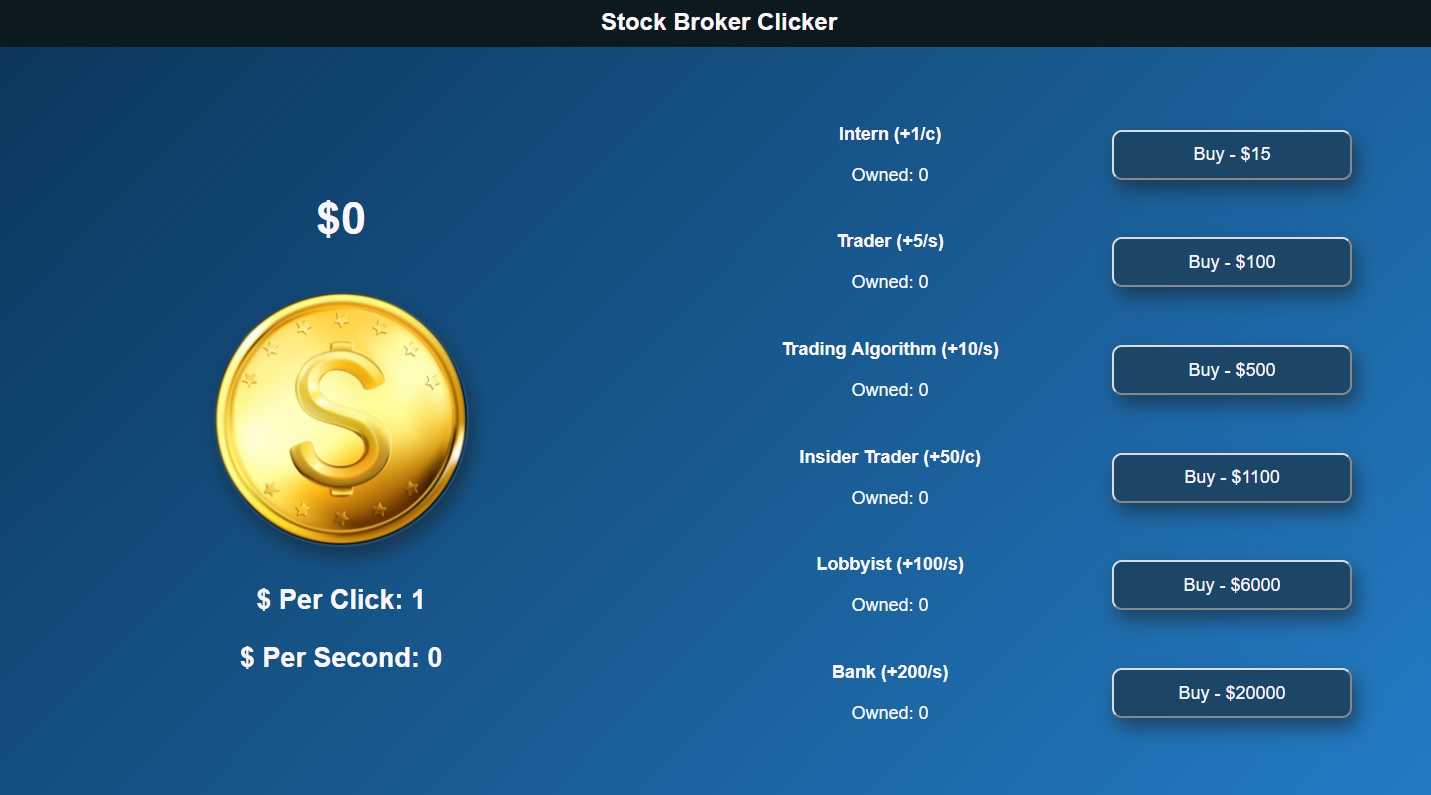 Stock Broker Clicker
$0
$ Per Click: 1
$ Per Second: 0
Intern (+1/c)
Owned: 0
Buy - $15
Trader (+5/s)
Owned: 0
Buy - $100
Trading Algorithm (+10/s)
Owned: 0
Buy - $500
Insider Trader (+50/c)
Owned: 0
Buy - $1100
Lobbyist (+100/s)
Owned: 0
Buy - $6000
Bank (+200/s)
Owned: 0
Buy - $20000